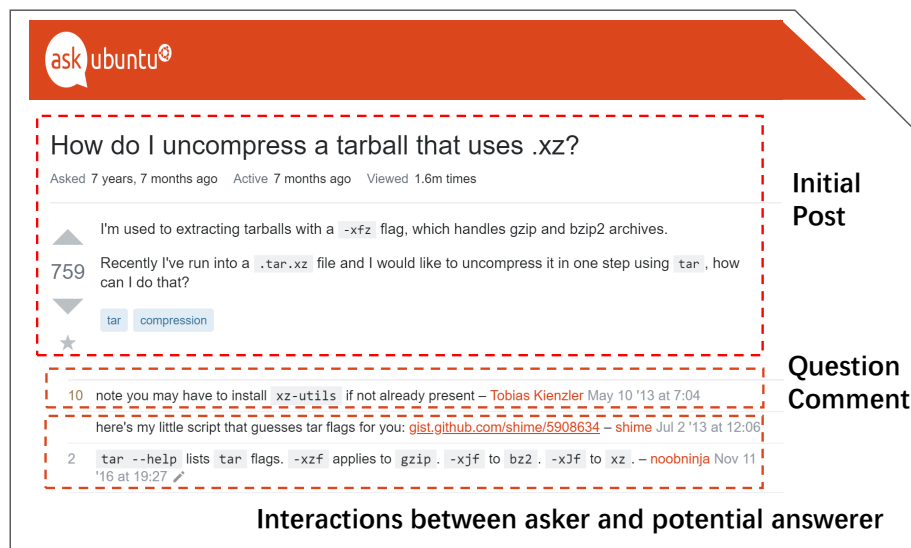 ask ubuntu
How do I uncompress a tarball that uses .xz?
Asked 7 years, 7 months ago Active 7 months ago Viewed 1.6m times
Initial
Post
I'm used to extracting tarballs with a -xfz flag, which handles gzip and bzip2 archives.
759
Recently I've run into a .tar.xz file and I would like to uncompress it in one step using tar, how
can I do that?
tar compression
Question
Comment
10 note you may have to install xz-utils if not already present – Tobias Kienzler May 10 '13 at 7:04
here's my little script that guesses tar flags for you: gist.github.com/shime/5908634 – shime Jul 2 '13 at 12:06
2 tar --help lists tar flags. -xzf applies to gzip. -xjf to bz2. -xJf to xz. – noobninja Nov 11
'16 at 19:27
Interactions between asker and potential answerer